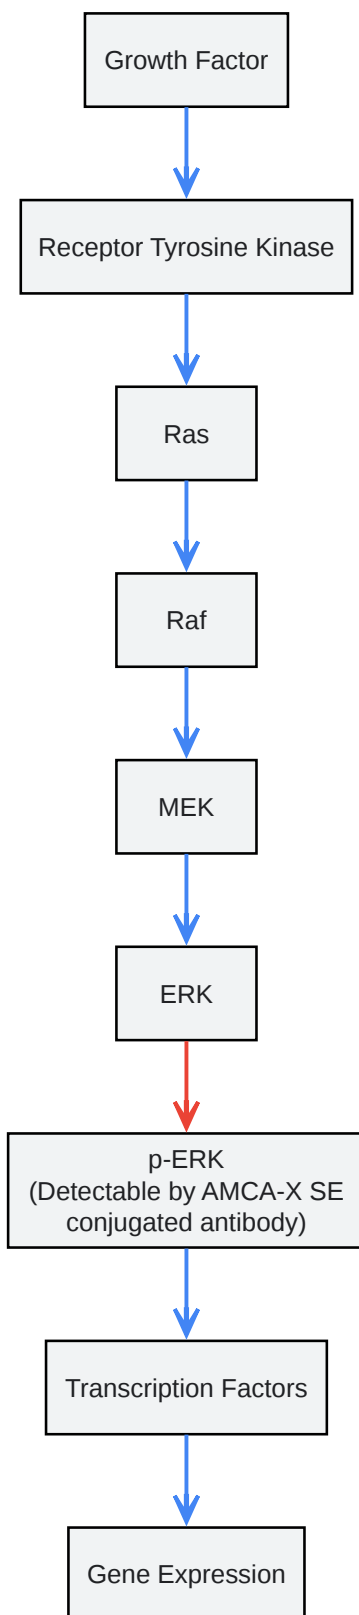 Growth Factor
Receptor Tyrosine Kinase
Ras
Raf
MEK
ERK
p-ERK
(Detectable by AMCA-X SE
conjugated antibody)
Transcription Factors
Gene Expression